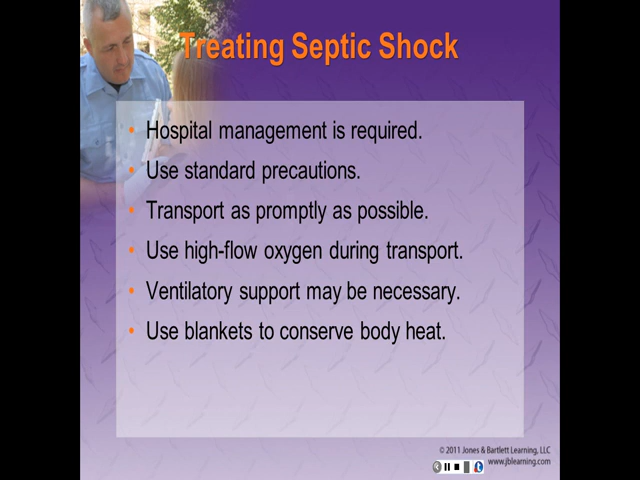 Treating Septic Shock
• Hospital management is required.
• Use standard precautions.
• Transport as promptly as possible.
• Use high-flow oxygen during transport.
• Ventilatory support may be necessary.
• Use blankets to conserve body heat.
© 2011 Jones & Bartlett Learning, LLC
www.jblearning.com